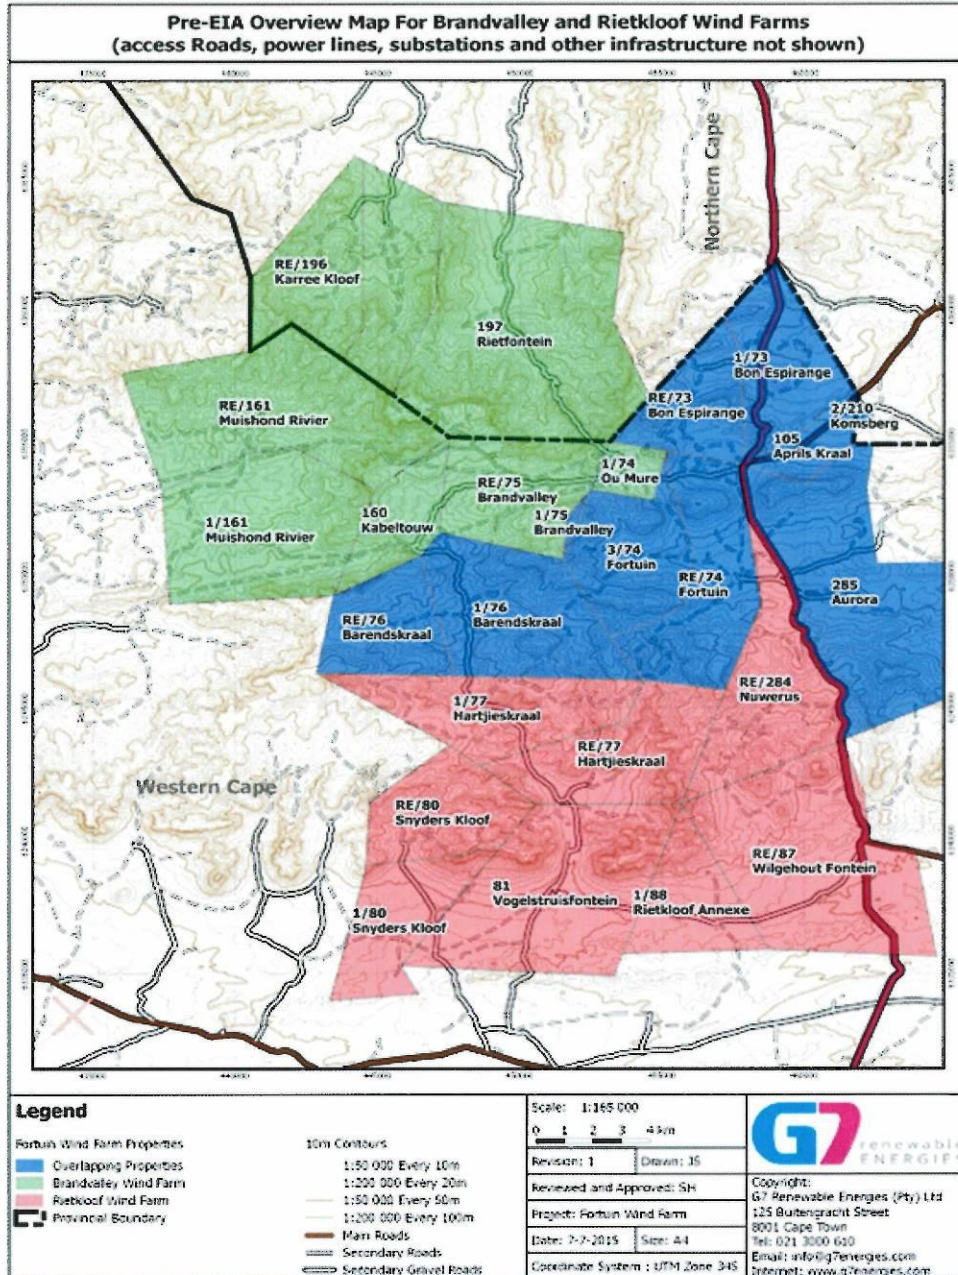 Pre-EIA Overview Map For Brandvalley and Rietkloof Wind Farms
(access Roads, power lines, substations and other infrastructure not shown)
Northern Cape
RE/196
Karree Kloof
197
Rietfontein
1/73
Bon Espirange
RE/73
Bon Espirange
2/210
Komsberg
RE/161
Muishond Rivier
105
Aprils Kraal
1/74
Ou Mure
RE/75
Brandvalley
160
Kabeltouw
1/75
Brandvalley
1/161
Muishond Rivier
3/74
Fortuin
RE/74
Fortuin
285
Aurora
1/76
Barendskraal
RE/76
Barendskraal
RE/284
Nuwerus
1/77
Hartjieskraal
RE/77
Hartjieskraal
Western Cape
RE/80
Snyders Kloof
RE/87
Wilgehout Fontein
81
Vogelstruisfontein
1/88
Rietkloof Annexe
1/80
Snyders Kloof
Legend
Fortuin Wind Farm Properties
Overlapping Properties
Brandvalley Wind Farm
Rietkloof Wind Farm
Provincial Boundary
10m Contours
1:50 000 Every 10m
1:200 000 Every 20m
1:50 000 Every 50m
1:200 000 Every 100m
Main Roads
Secondary Roads
Secondary Gravel Roads
Scale: 1:165 000
0 1 2 3 4 km
Revision: 1 Drawn: JS
Reviewed and Approved: SH
Project: Fortuin Wind Farm
Date: 7-7-2015 Size: A4
Coordinate System : UTM Zone 34S
G7 renewable
ENERGIES
Copyright:
G7 Renewable Energies (Pty) Ltd
125 Buitengracht Street
8001 Cape Town
Tel: 021 3000 610
Email: info@g7energies.com
Internet: www.g7energies.com